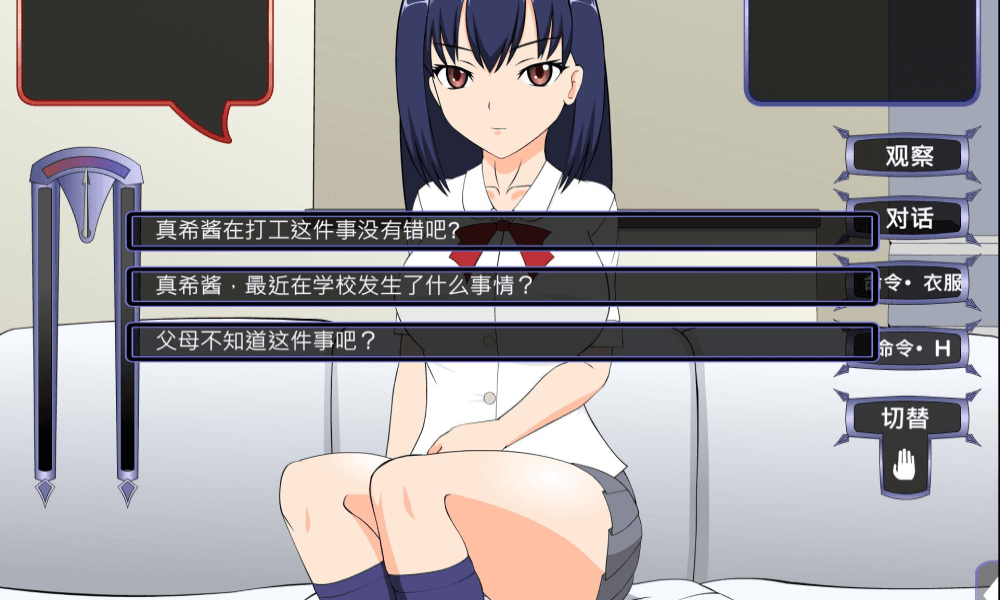 观察
对话
真希酱在打工这件事没有错吧?
命令·衣服
真希酱，最近在学校发生了什么事情？
父母不知道这件事吧？
命令·H
切替